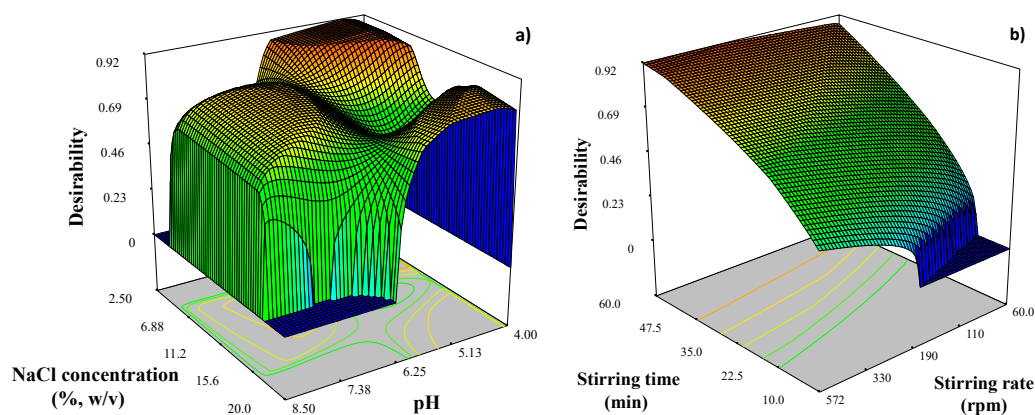 a)
0.92
0.69
0.46
0.23
0
Desirability
2.50
6.88
11.2
15.6
20.0
NaCl concentration
(%, w/v)
8.50
7.38
6.25
5.13
4.00
pH
b)
0.92
0.69
0.46
0.23
0
Desirability
60.0
47.5
35.0
22.5
10.0
Stirring time
(min)
572
330
190
110
60.0
Stirring rate
(rpm)